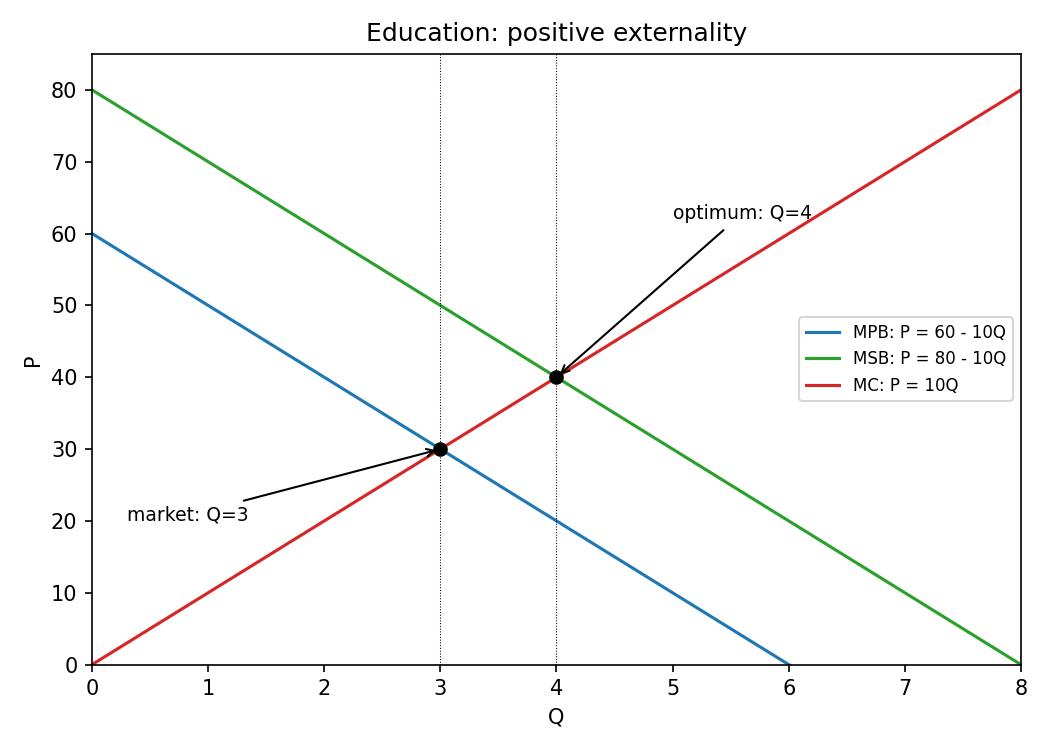 Education: positive externality
P
80
70
60
50
40
30
20
10
0
optimum: Q=4
market: Q=3
MPB: P = 60 - 10Q
MSB: P = 80 - 10Q
MC: P = 10Q
0 1 2 3 4 5 6 7 8
Q